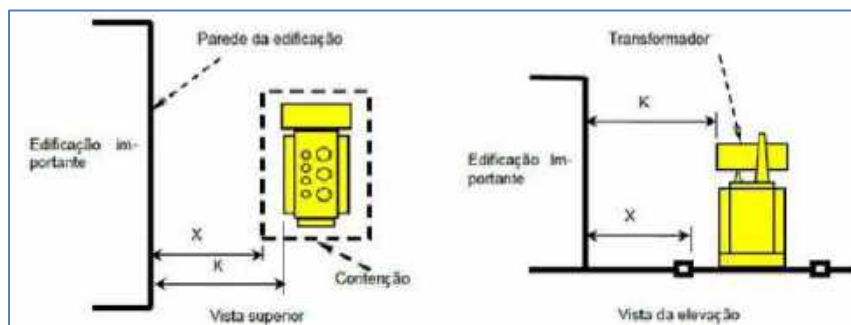 Parede da edificação
Edificação im-
portante
X
K
Contenção
Vista superior
Transformador
K
Edificação Im-
portante
X
Vista da elevação